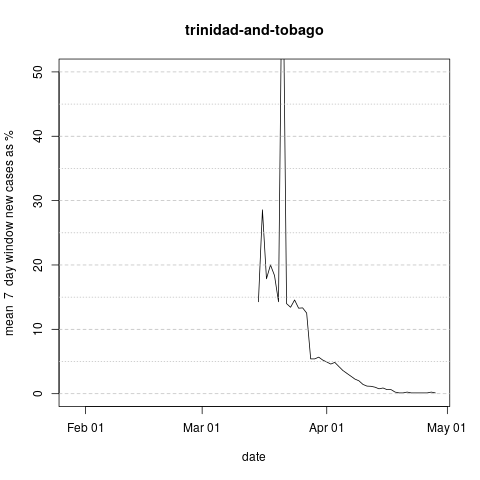 trinidad-and-tobago
mean  7  day window new cases as %
50
40
30
20
10
0
Feb 01
Mar 01
Apr 01
May 01
date